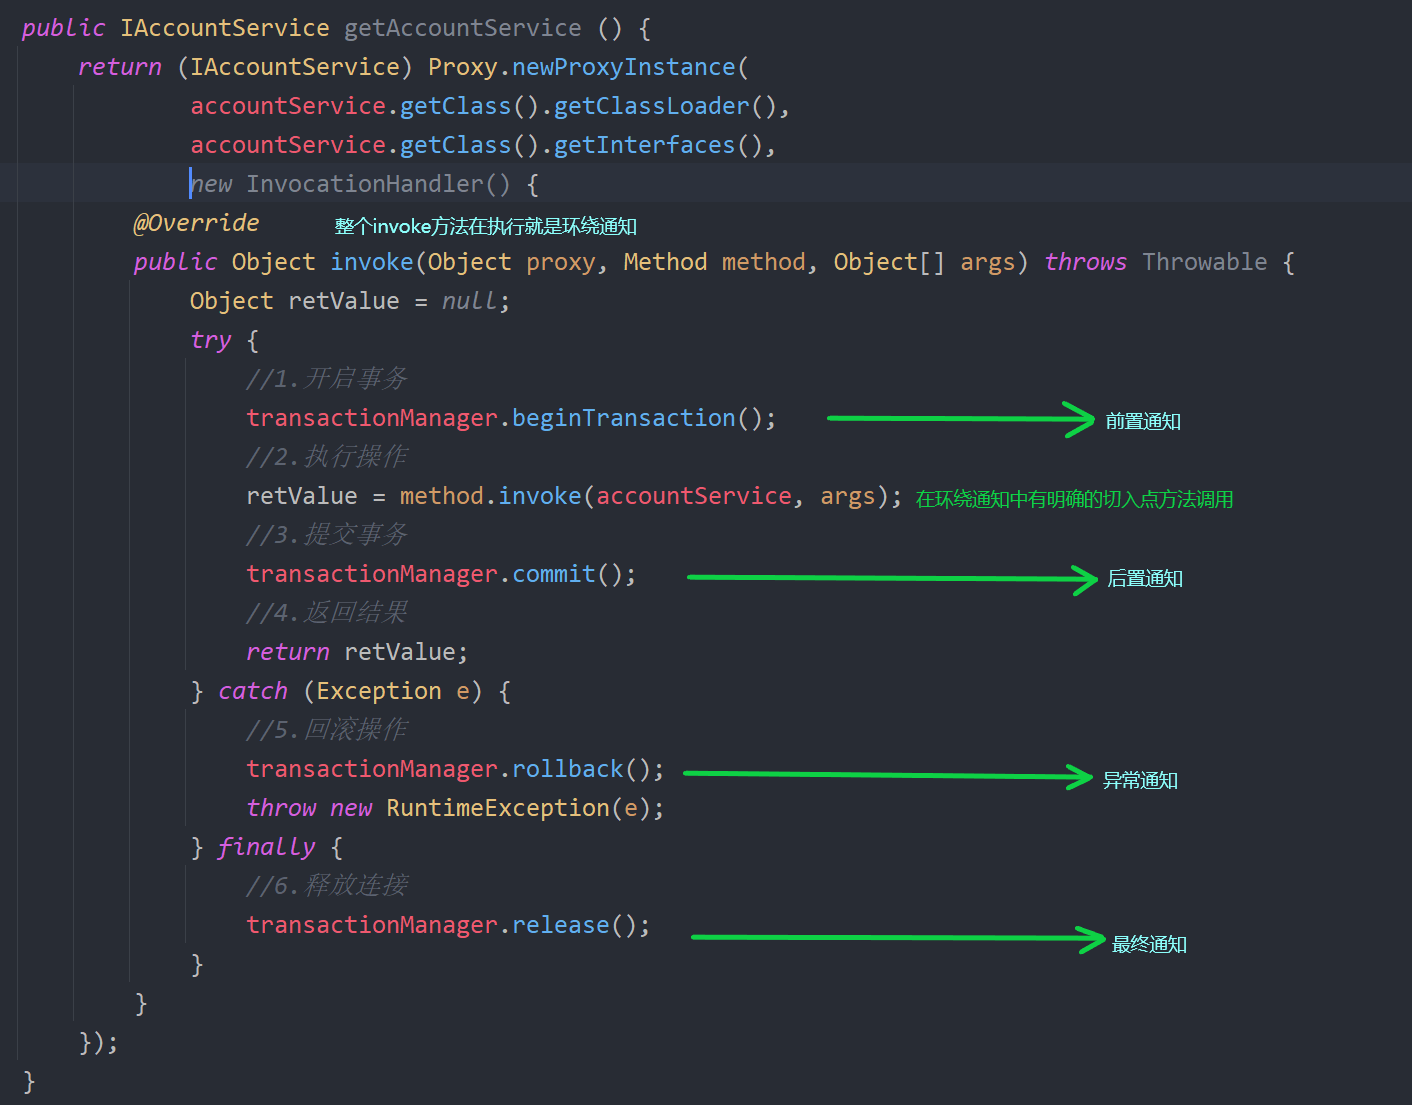 public IAccountService getAccountService () {
return (IAccountService) Proxy.newProxyInstance(
accountService.getClass().getClassLoader(),
accountService.getClass().getInterfaces(),
new InvocationHandler() {
@Override 整个invoke方法在执行就是环绕通知
public Object invoke(Object proxy, Method method, Object[] args) throws Throwable {
Object retValue = null;
try {
//1.开启事务
transactionManager.beginTransaction(); 前置通知
//2.执行操作
retValue = method.invoke(accountService, args); 在环绕通知中有明确的切入点方法调用
//3.提交事务
transactionManager.commit(); 后置通知
//4.返回结果
return retValue;
} catch (Exception e) {
//5.回滚操作
transactionManager.rollback(); 异常通知
throw new RuntimeException(e);
} finally {
//6.释放连接
transactionManager.release();
最终通知
}
}
});
}